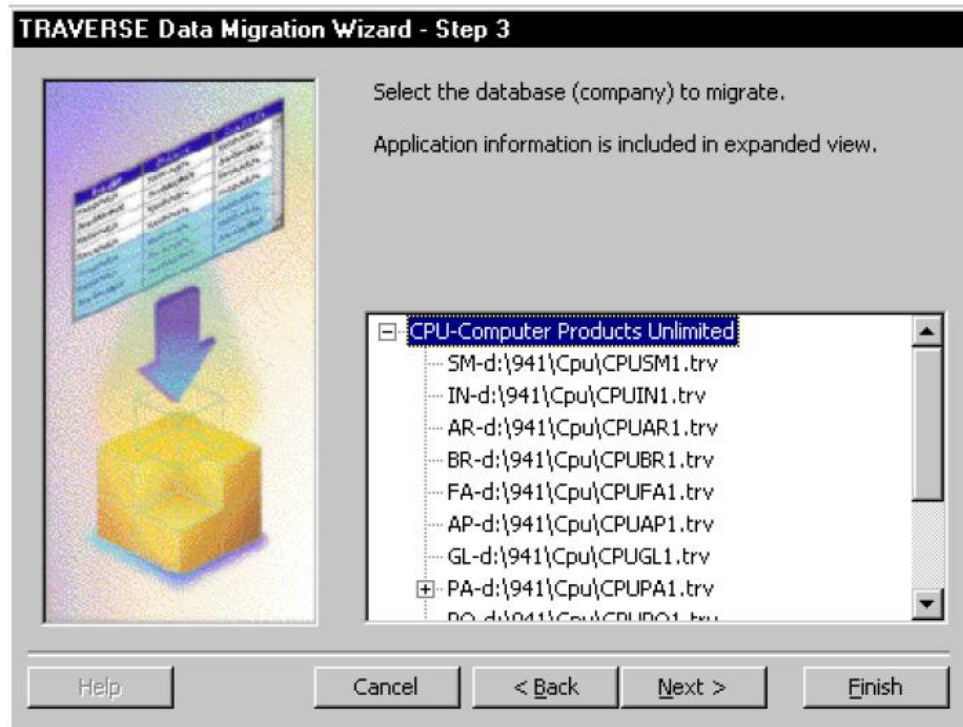 TRAVERSE Data Migration Wizard - Step 3
Select the database (company) to migrate.
Application information is included in expanded view.
CPU-Computer Products Unlimited
SM-d:\941\Cpu\CPUSM1.trv
IN-d:\941\Cpu\CPUIN1.trv
AR-d:\941\Cpu\CPUAR1.trv
BR-d:\941\Cpu\CPUBR1.trv
FA-d:\941\Cpu\CPUFA1.trv
AP-d:\941\Cpu\CPUAP1.trv
GL-d:\941\Cpu\CPUGL1.trv
PA-d:\941\Cpu\CPUPA1.trv
Help Cancel < Back Next > Finish